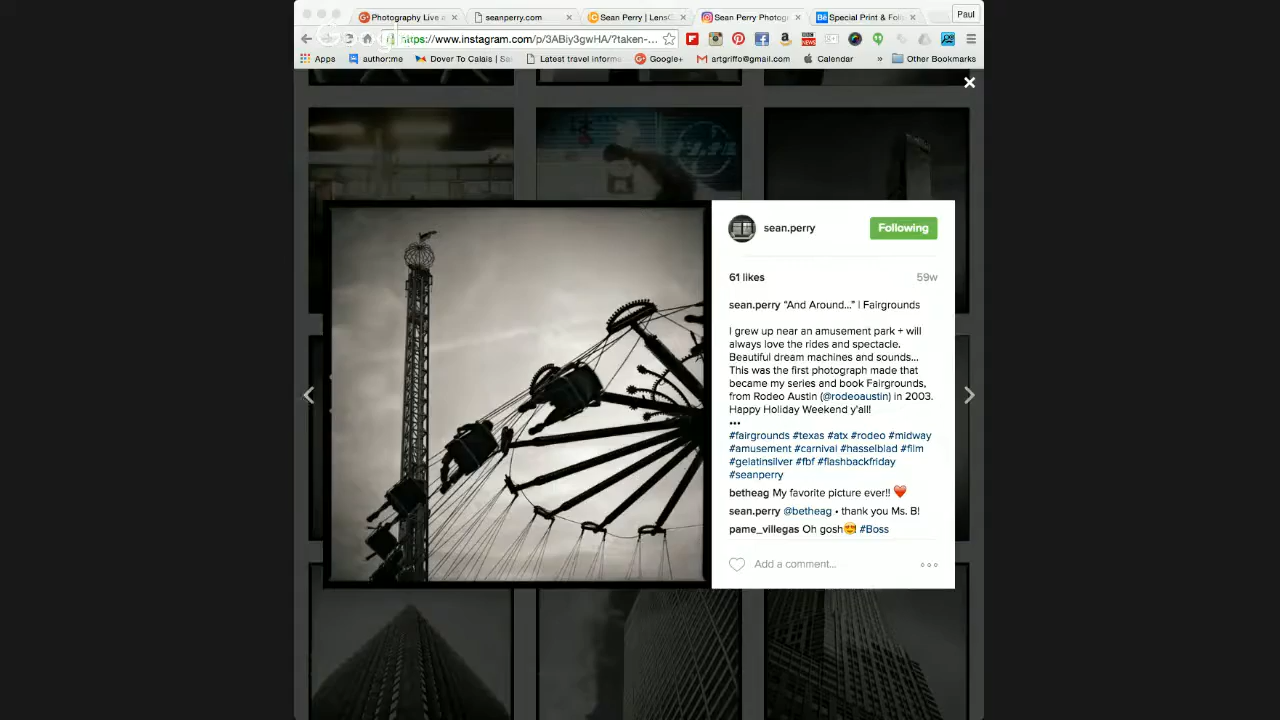 Photography Live a
seanperry.com
Sean Perry | Lens
Sean Perry Photog
Special Print & Foli
Paul
https://www.instagram.com/p/3ABiy3gwHA/?taken-...
Apps
author:me
Dover To Calais | Sa
Latest travel informa
Google+
artgriffo@gmail.com
Calendar
»
Other Bookmarks
sean.perry
Following
61 likes
59w
sean.perry “And Around...” | Fairgrounds
I grew up near an amusement park + will
always love the rides and spectacle.
Beautiful dream machines and sounds...
This was the first photograph made that
became my series and book Fairgrounds,
from Rodeo Austin (@rodeoaustin) in 2003.
Happy Holiday Weekend y'all!
•••
#fairgrounds #texas #atx #rodeo #midway
#amusement #carnival #hasselblad #film
#gelatinsilver #fbf #flashbackfriday
#seanperry
betheag My favorite picture ever!! ❤️
sean.perry @betheag • thank you Ms. B!
pame_villegas Oh gosh😍 #Boss
Add a comment...